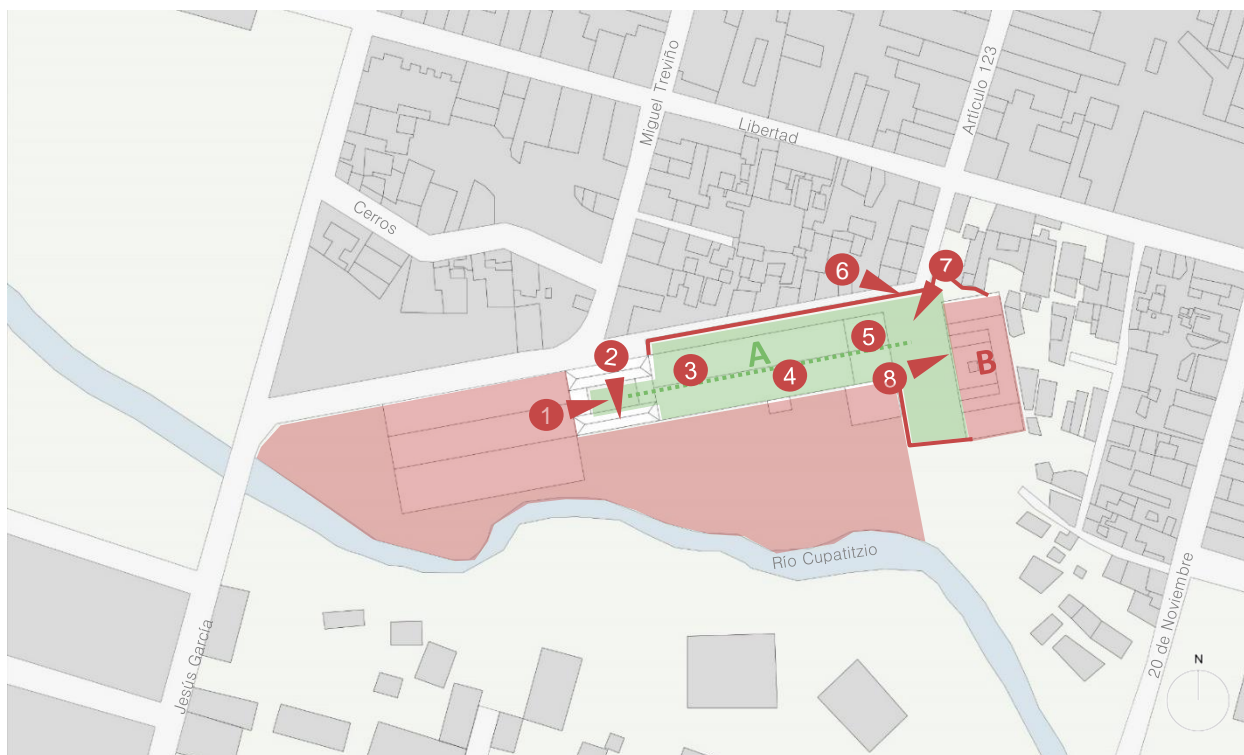 Artículo 123
Miguel Treviño
Libertad
Cerros
7
6
2
5
A
3
4
8
B
1
Río Cupatitzio
Jesús García
20 de Noviembre
N